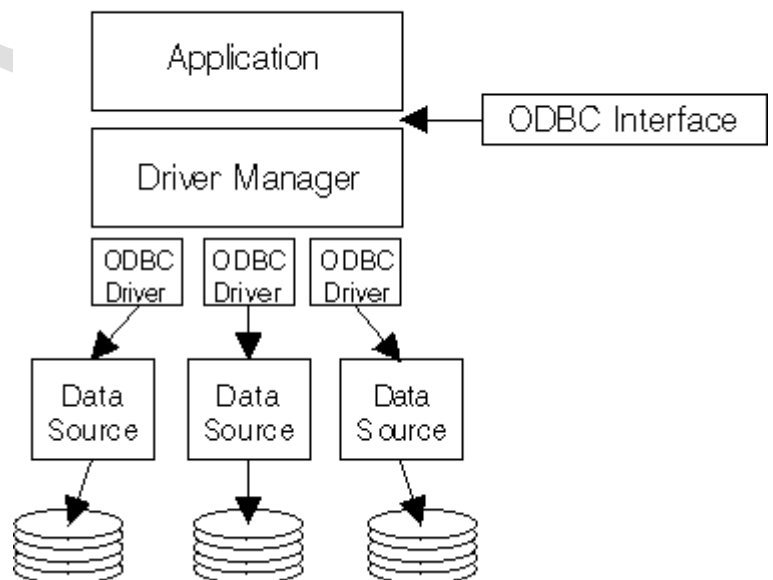 Application
ODBC Interface
Driver Manager
ODBC
Driver
ODBC
Driver
ODBC
Driver
Data
Source
Data
Source
Data
Source